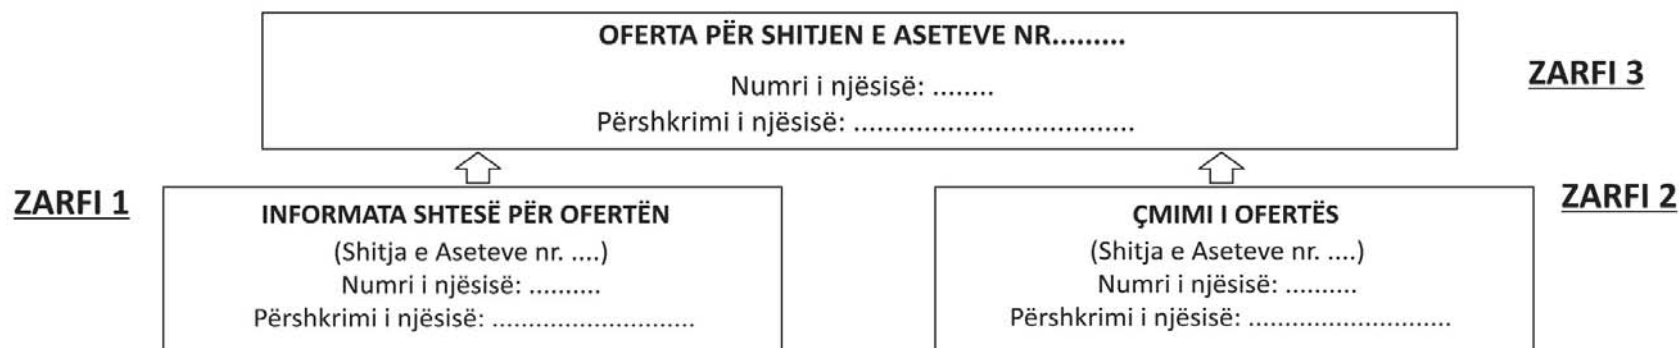 OFERTA PËR SHITJEN E ASETEVE NR.........
Numri i njësisë: ........
Përshkrimi i njësisë: ....................................
ZARFI 3
ZARFI 1
INFORMATA SHTESË PËR OFERTËN
(Shitja e Aseteve nr. ....)
Numri i njësisë: ..........
Përshkrimi i njësisë: ............................
ZARFI 2
ÇMIMI I OFERTËS
(Shitja e Aseteve nr. ....)
Numri i njësisë: ..........
Përshkrimi i njësisë: ............................